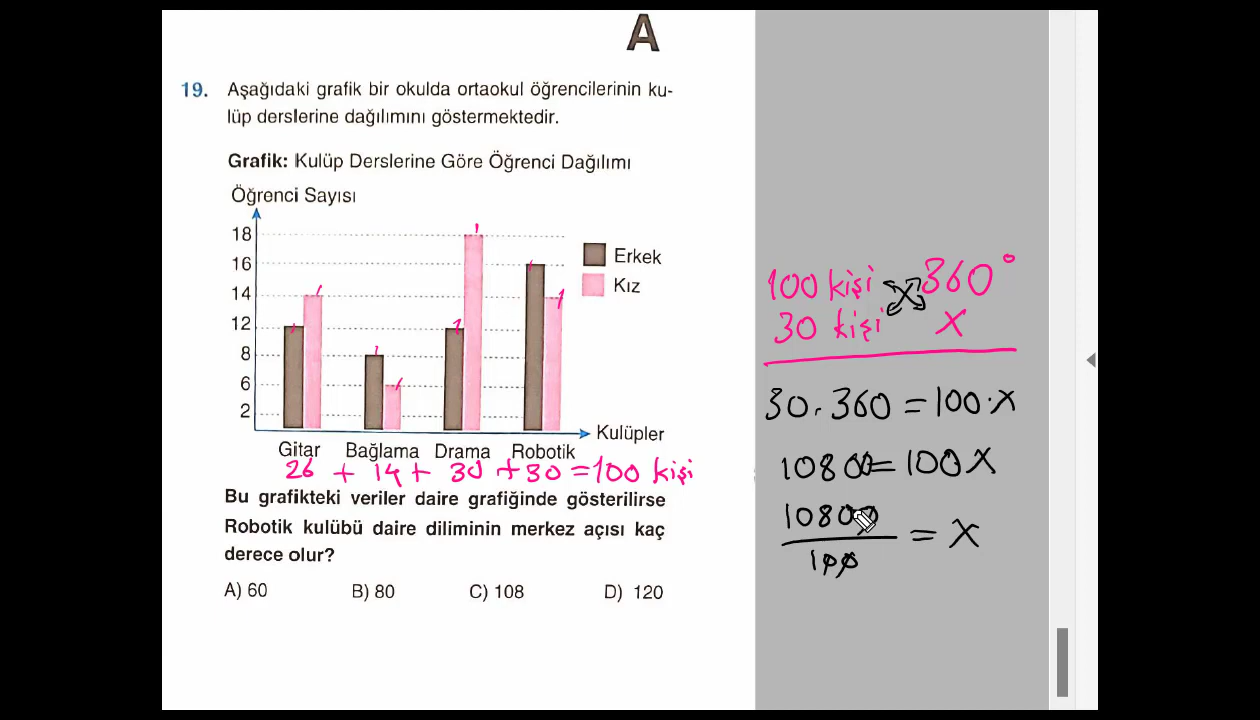 A
19. Aşağıdaki grafik bir okulda ortaokul öğrencilerinin ku-
lüp derslerine dağılımını göstermektedir.
Grafik: Kulüp Derslerine Göre Öğrenci Dağılımı
Öğrenci Sayısı
18
16
14
12
8
6
2
Erkek
Kız
Gitar Bağlama Drama Robotik
Kulüpler
26 + 14 + 30 + 30 = 100 kişi
Bu grafikteki veriler daire grafiğinde gösterilirse
Robotik kulübü daire diliminin merkez açısı kaç
derece olur?
A) 60 B) 80 C) 108 D) 120
100 kişi 360°
30 kişi x
30 . 360 = 100 . x
10800 = 100 x
10800
100
= x